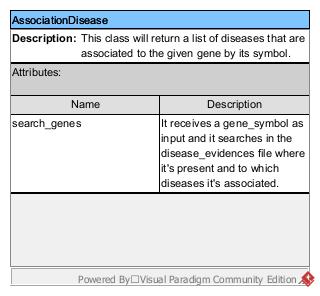 AssociationDisease
Description: This class will return a list of diseases that are
associated to the given gene by its symbol.
Attributes:
Name Description
search_genes It receives a gene_symbol as
input and it searches in the
disease_evidences file where
it's present and to which
diseases it's associated.
Powered By□Visual Paradigm Community Edition